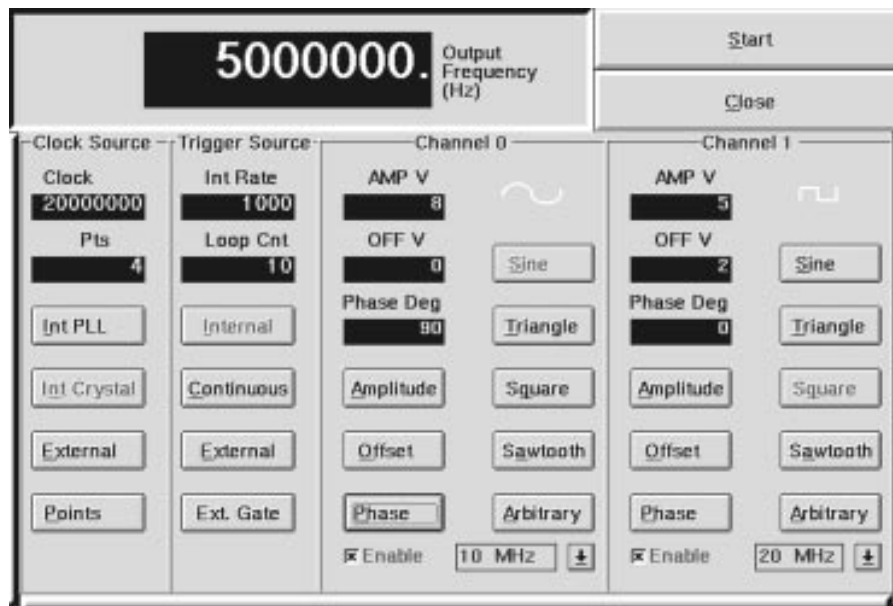 5000000.
Output
Frequency
(Hz)
Start
Close
Clock Source
Clock
20000000
Pts
4
Int PLL
Int Crystal
External
Points
Trigger Source
Int Rate
1000
Loop Cnt
10
Internal
Continuous
External
Ext. Gate
Channel 0
AMP V
8
OFF V
0
Phase Deg
90
Amplitude
Offset
Phase
Enable
Sine
Triangle
Square
Sawtooth
Arbitrary
10 MHz
Channel 1
AMP V
5
OFF V
2
Phase Deg
0
Amplitude
Offset
Phase
Enable
Sine
Triangle
Square
Sawtooth
Arbitrary
20 MHz